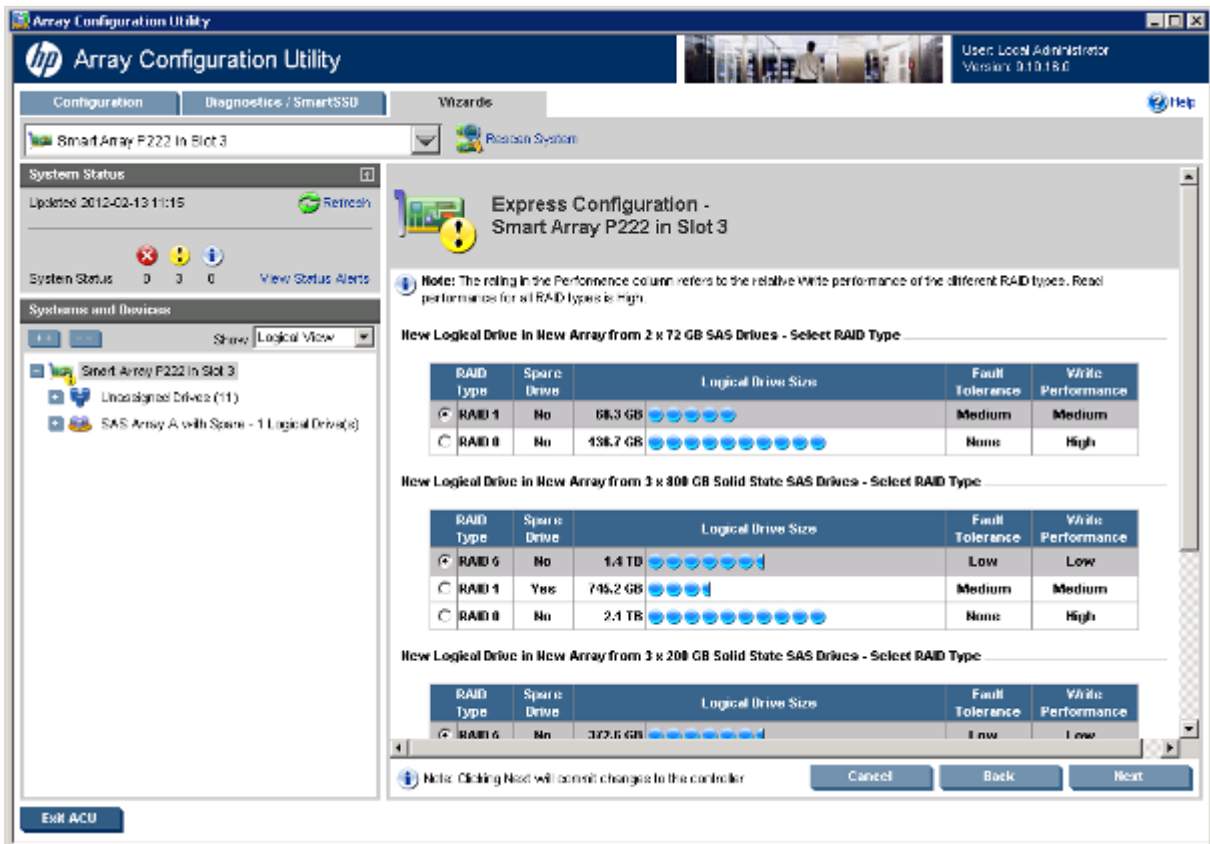 Array Configuration Utility
hp Array Configuration Utility
User: Local Administrator
Version: 9.10.18.0
Configuration
Diagnostics / SmartSSD
Wizards
Help
Smart Array P222 in Slot 3
Rescan System
System Status
Updated 2012-02-13 11:15
Refresh
System Status 0 3 0 View Status Alerts
Systems and Devices
Show Logical View
Smart Array P222 in Slot 3
Unassigned Drives (11)
SAS Array A with Spare - 1 Logical Drive(s)
Express Configuration -
Smart Array P222 in Slot 3
Note: The rating in the Performance column refers to the relative Write performance of the different RAID types. Read
performance for all RAID types is High.
New Logical Drive in New Array from 2 x 72 GB SAS Drives - Select RAID Type
RAID Type Spare Drive Logical Drive Size Fault Tolerance Write Performance
RAID 1 No 68.3 GB Medium Medium
RAID 0 No 136.7 GB None High
New Logical Drive in New Array from 3 x 800 GB Solid State SAS Drives - Select RAID Type
RAID Type Spare Drive Logical Drive Size Fault Tolerance Write Performance
RAID 5 No 1.4 TB Low Low
RAID 1 Yes 745.2 GB Medium Medium
RAID 0 No 2.1 TB None High
New Logical Drive in New Array from 3 x 200 GB Solid State SAS Drives - Select RAID Type
RAID Type Spare Drive Logical Drive Size Fault Tolerance Write Performance
RAID 5 No 372.6 GB Low Low
Note: Clicking Next will commit changes to the controller
Cancel
Back
Next
Exit ACU